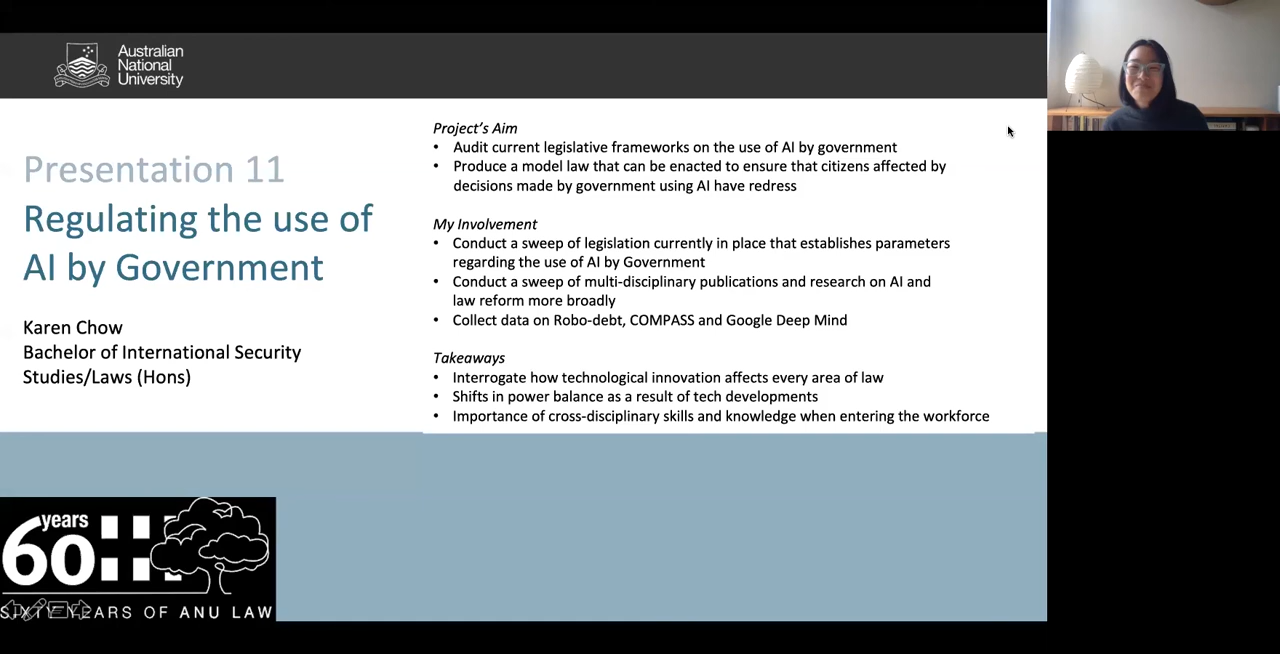 Australian
National
University
Presentation 11
Regulating the use of
AI by Government
Karen Chow
Bachelor of International Security
Studies/Laws (Hons)
Project's Aim
• Audit current legislative frameworks on the use of AI by government
• Produce a model law that can be enacted to ensure that citizens affected by
decisions made by government using AI have redress
My Involvement
• Conduct a sweep of legislation currently in place that establishes parameters
regarding the use of AI by Government
• Conduct a sweep of multi-disciplinary publications and research on AI and
law reform more broadly
• Collect data on Robo-debt, COMPASS and Google Deep Mind
Takeaways
• Interrogate how technological innovation affects every area of law
• Shifts in power balance as a result of tech developments
• Importance of cross-disciplinary skills and knowledge when entering the workforce
60 years
SIXTY YEARS OF ANU LAW